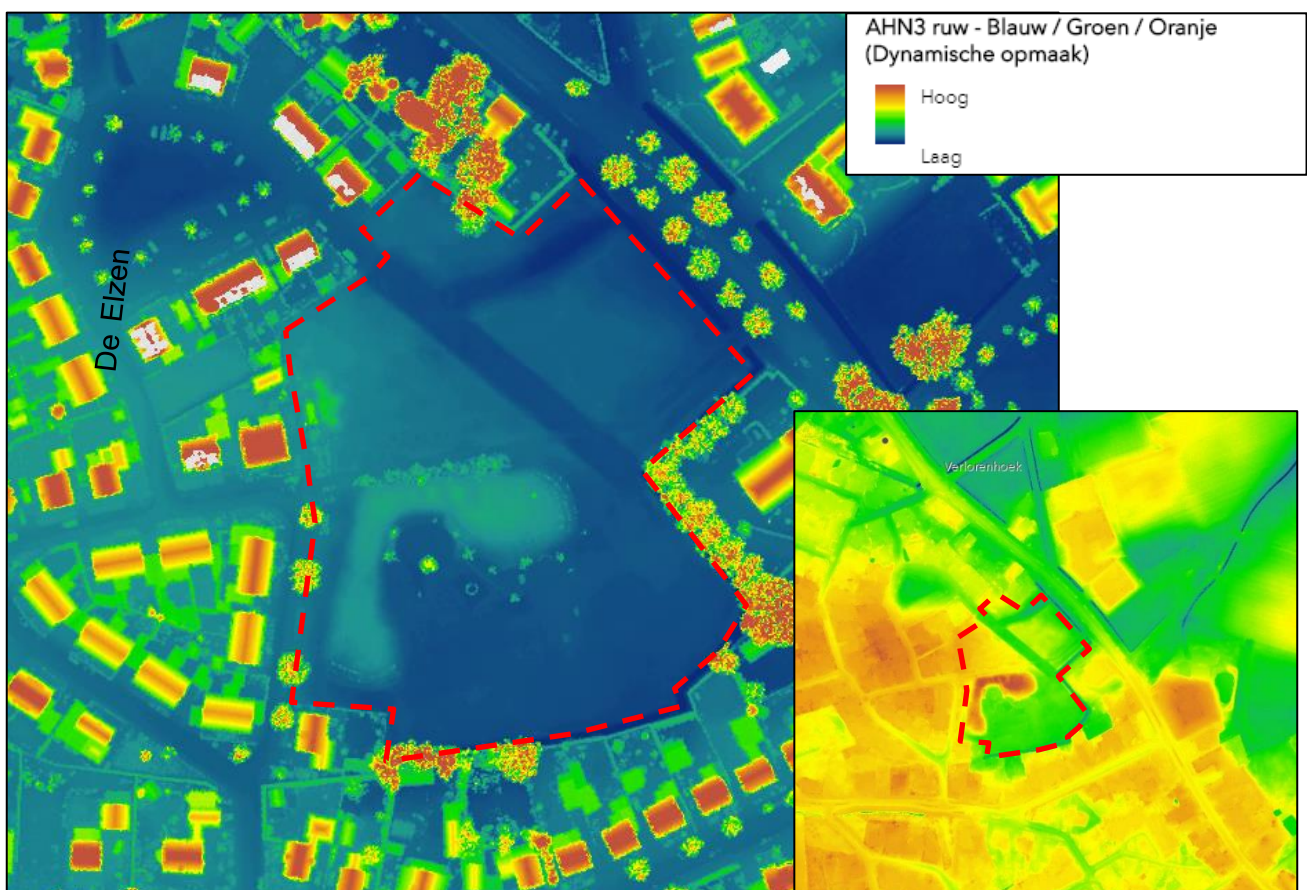 AHN3 ruw - Blauw / Groen / Oranje
(Dynamische opmaak)
Hoog
Laag
De Elzen
Verlorenhoek